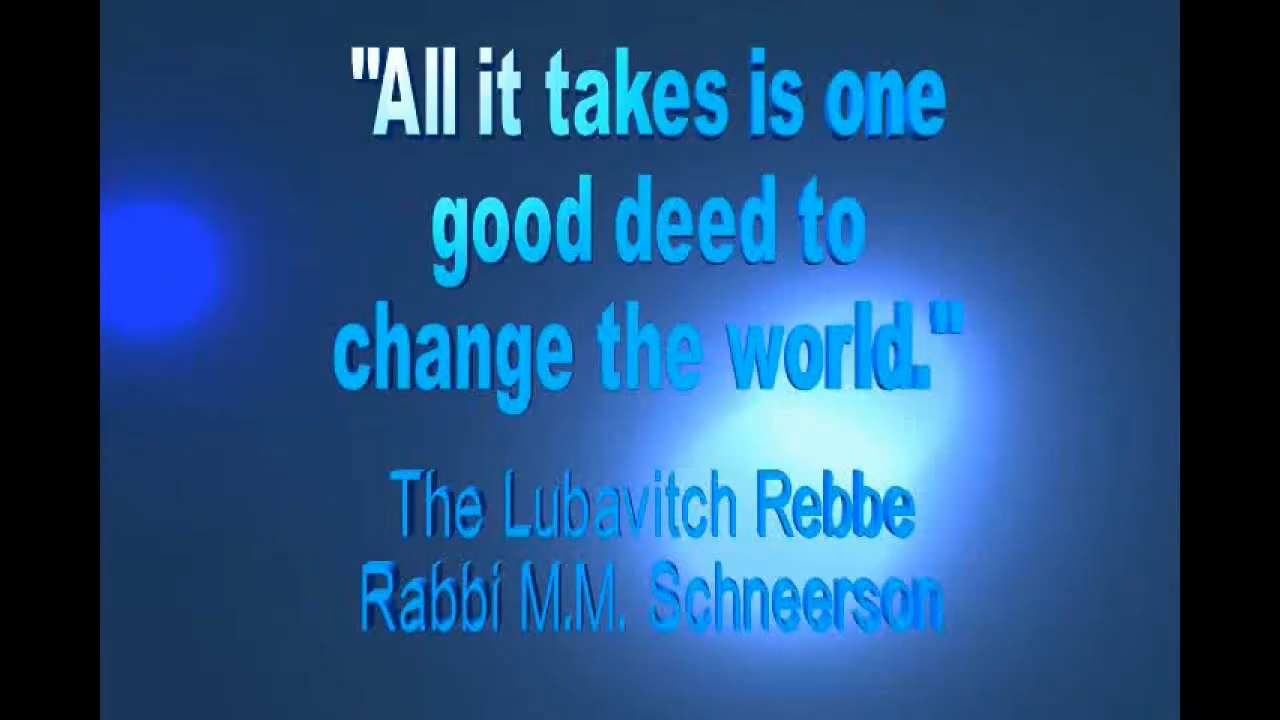 "All it takes is one
good deed to
change the world."
The Lubavitch Rebbe
Rabbi M.M. Schneerson